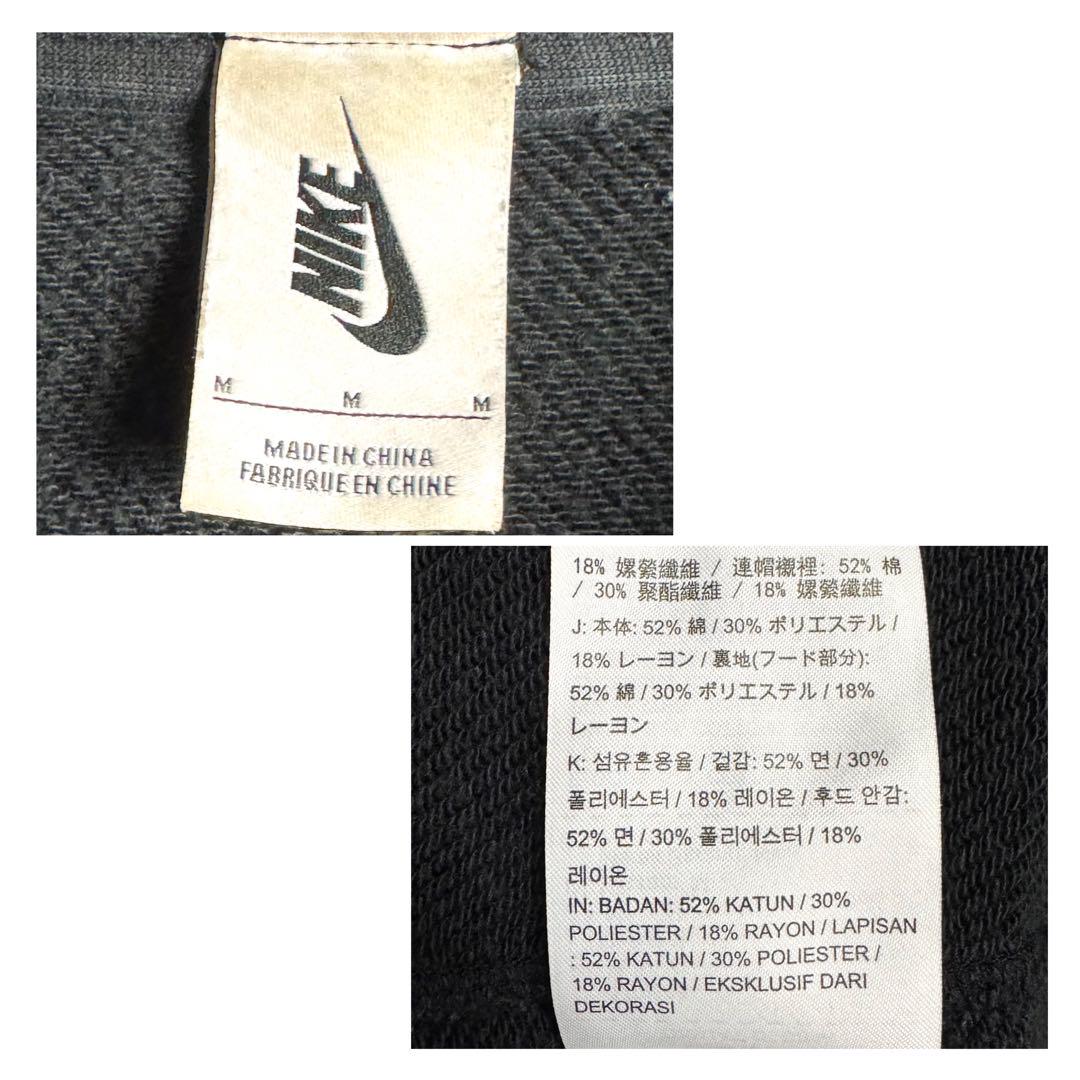 NIKE
M M M
MADE IN CHINA
FABRIQUE EN CHINE
18% 嫘縈纖維 / 連帽襯裡: 52% 棉
/ 30% 聚酯纖維 / 18% 嫘縈纖維
J: 本体: 52% 綿 / 30% ポリエステル /
18% レーヨン / 裏地(フード部分):
52% 綿 / 30% ポリエステル / 18%
レーヨン
K: 섬유혼용율 / 겉감: 52% 면 / 30%
폴리에스터 / 18% 레이온 / 후드 안감:
52% 면 / 30% 폴리에스터 / 18%
레이온
IN: BADAN: 52% KATUN / 30%
POLIESTER / 18% RAYON / LAPISAN
: 52% KATUN / 30% POLIESTER /
18% RAYON / EKSKLUSIF DARI
DEKORASI